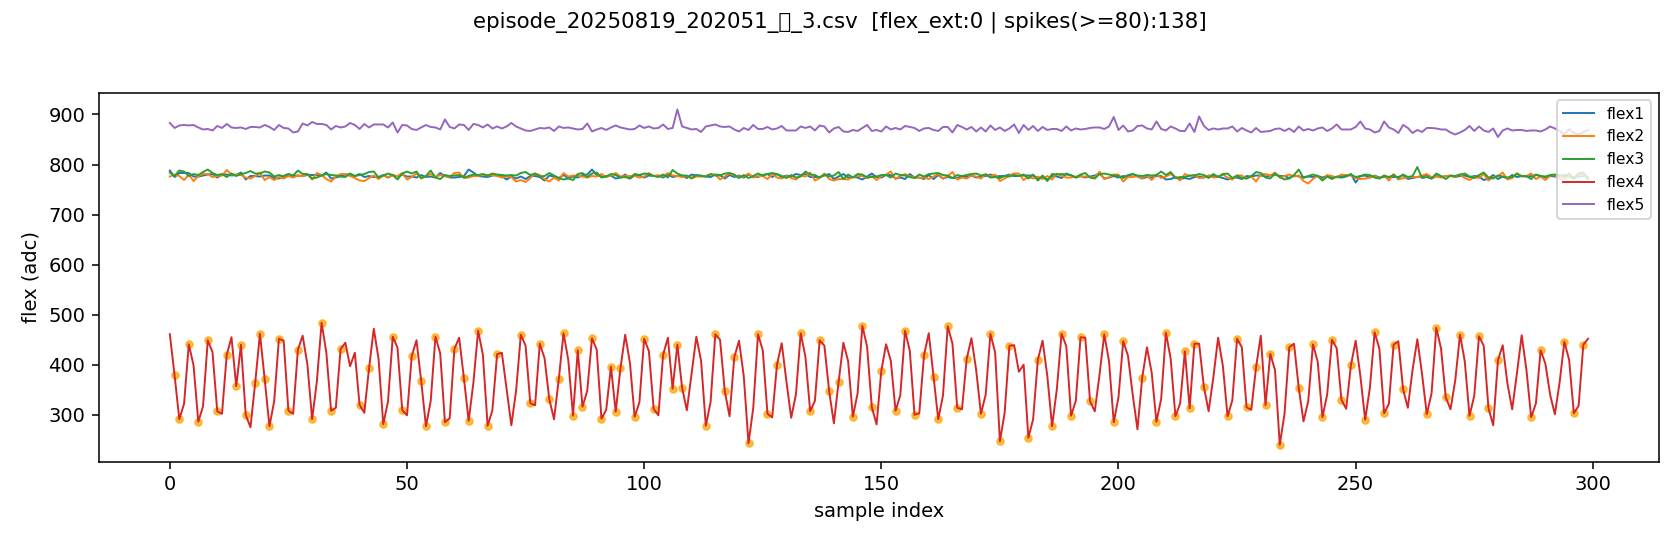 episode_20250819_202051_▯_3.csv [flex_ext:0 | spikes(>=80):138]
900
800
700
600
500
400
300
flex (adc)
0
50
100
150
200
250
300
sample index
flex1
flex2
flex3
flex4
flex5